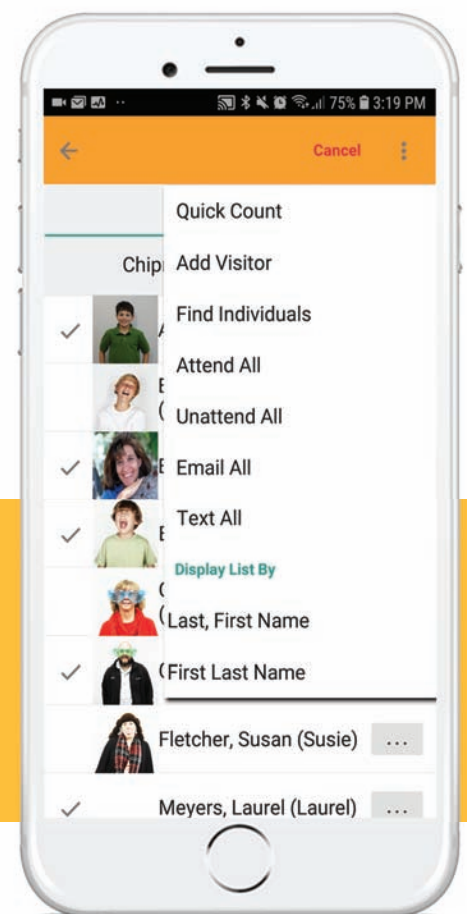 75% 3:19 PM
Cancel
Quick Count
Chip
Add Visitor
Find Individuals
A
Attend All
E
(
Unattend All
E
Email All
E
Text All
Display List By
(
(Last, First Name
(First Last Name
Fletcher, Susan (Susie) ...
Meyers, Laurel (Laurel) ...